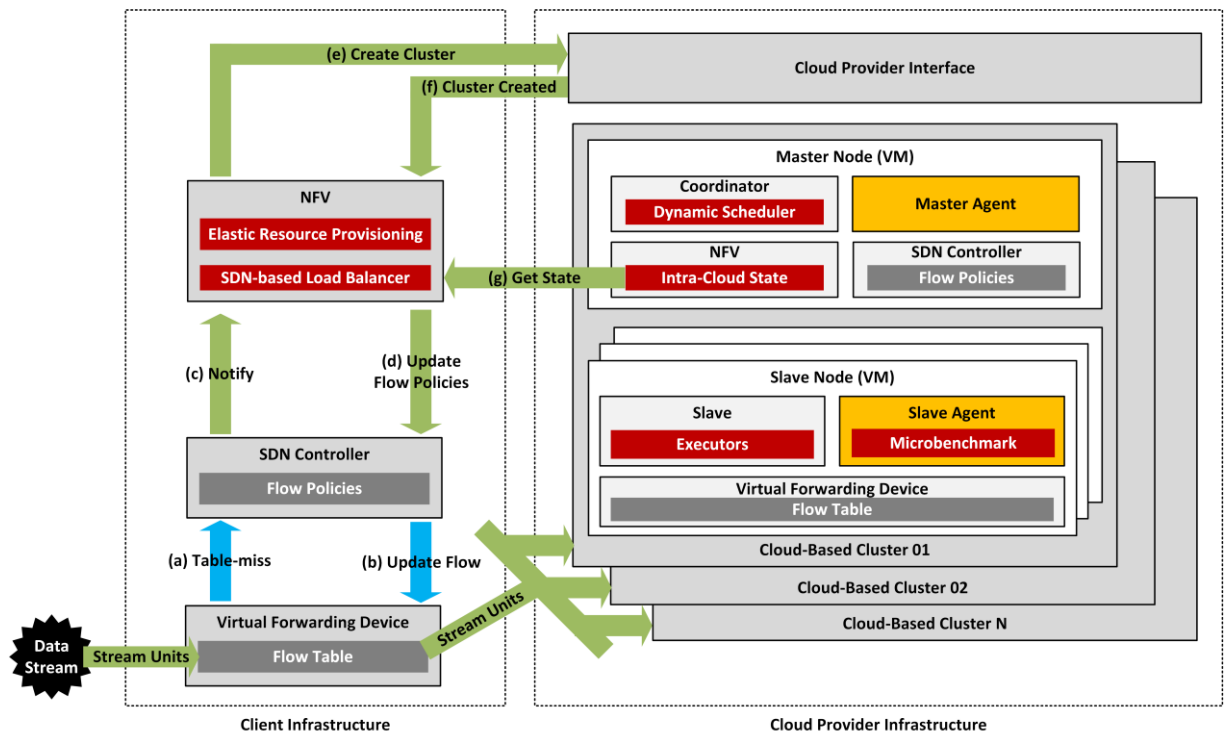 (e) Create Cluster
Cloud Provider Interface
(f) Cluster Created
Master Node (VM)
Coordinator
Dynamic Scheduler
Master Agent
NFV
Elastic Resource Provisioning
SDN-based Load Balancer
(g) Get State
NFV
Intra-Cloud State
SDN Controller
Flow Policies
(c) Notify
(d) Update
Flow Policies
Slave Node (VM)
Slave
Executors
Slave Agent
Microbenchmark
SDN Controller
Flow Policies
Virtual Forwarding Device
Flow Table
(a) Table-miss
(b) Update Flow
Cloud-Based Cluster 01
Cloud-Based Cluster 02
Cloud-Based Cluster N
Data
Stream
Stream Units
Virtual Forwarding Device
Flow Table
Stream Units
Client Infrastructure
Cloud Provider Infrastructure